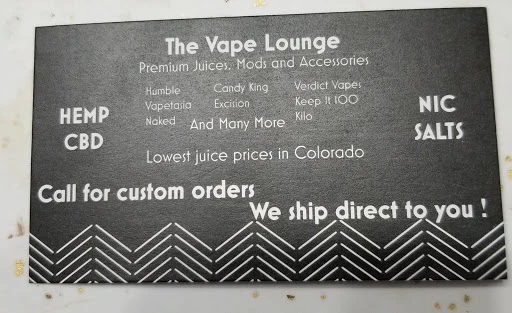 The Vape Lounge
Premium Juices, Mods and Accessories
Humble Candy King Verdict Vapes
Vapetasia Excision Keep It 100
Naked And Many More Kilo
HEMP
CBD
NIC
SALTS
Lowest juice prices in Colorado
Call for custom orders
We ship direct to you !